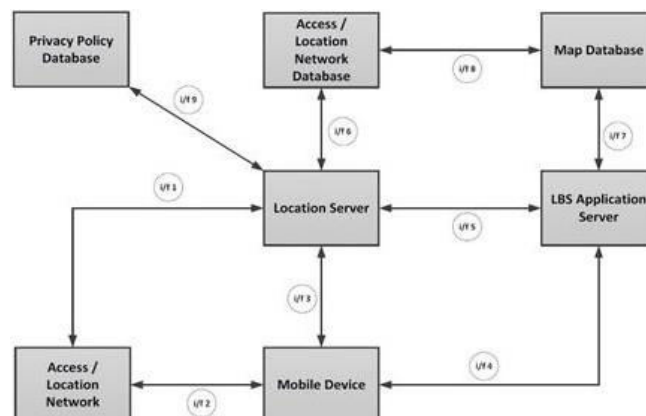 Privacy Policy
Database
Access /
Location
Network
Database
Map Database
i/f 8
i/f 9
i/f 6
i/f 7
i/f 1
Location Server
LBS Application
Server
i/f 5
i/f 3
Access /
Location
Network
i/f 2
Mobile Device
i/f 4